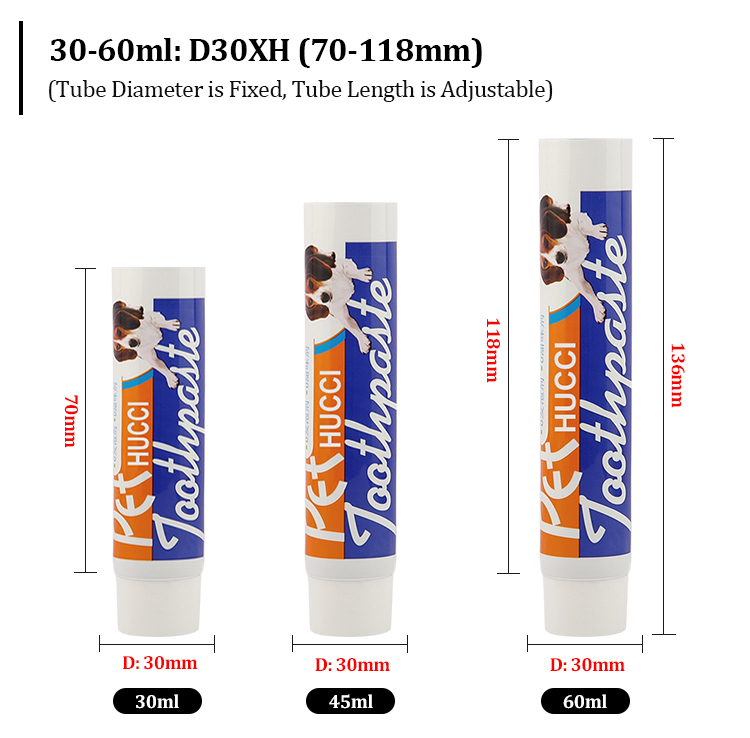 30-60ml: D30XH (70-118mm)
(Tube Diameter is Fixed, Tube Length is Adjustable)
70mm
118mm
136mm
Pet
HUCCI
Toothpaste
Pet
HUCCI
Toothpaste
Pet
HUCCI
Toothpaste
D: 30mm
D: 30mm
D: 30mm
30ml
45ml
60ml